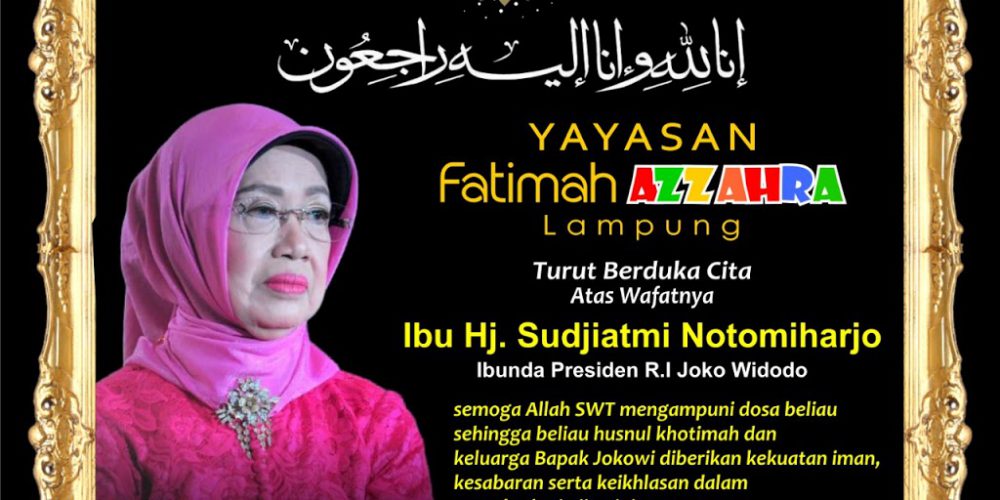 إنا لله وإنا إليه راجعون
YAYASAN
Fatimah AZZAHRA
Lampung
Turut Berduka Cita
Atas Wafatnya
Ibu Hj. Sudjiatmi Notomiharjo
Ibunda Presiden R.I Joko Widodo
semoga Allah SWT mengampuni dosa beliau
sehingga beliau husnul khotimah dan
keluarga Bapak Jokowi diberikan kekuatan iman,
kesabaran serta keikhlasan dalam